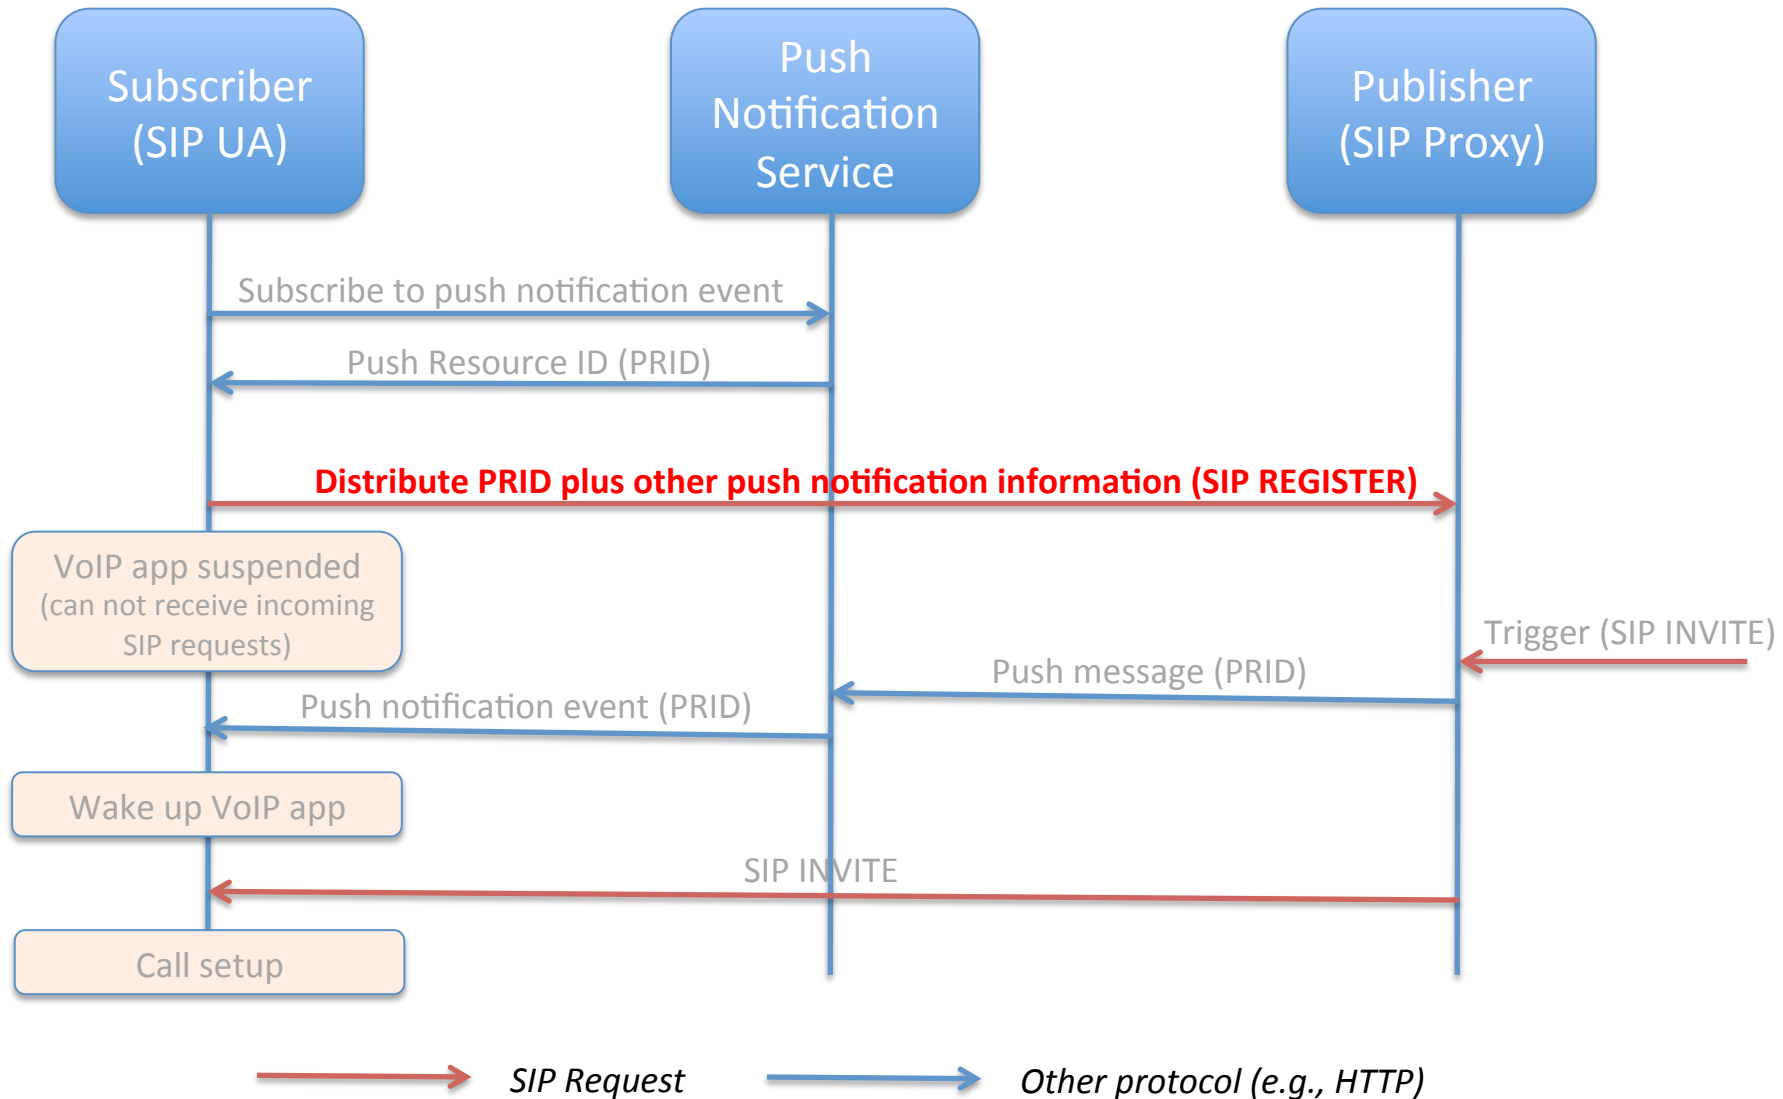 Subscriber
(SIP UA)
Push
Notification
Service
Publisher
(SIP Proxy)
Subscribe to push notification event
Push Resource ID (PRID)
Distribute PRID plus other push notification information (SIP REGISTER)
VoIP app suspended
(can not receive incoming
SIP requests)
Trigger (SIP INVITE)
Push message (PRID)
Push notification event (PRID)
Wake up VoIP app
SIP INVITE
Call setup
SIP Request
Other protocol (e.g., HTTP)